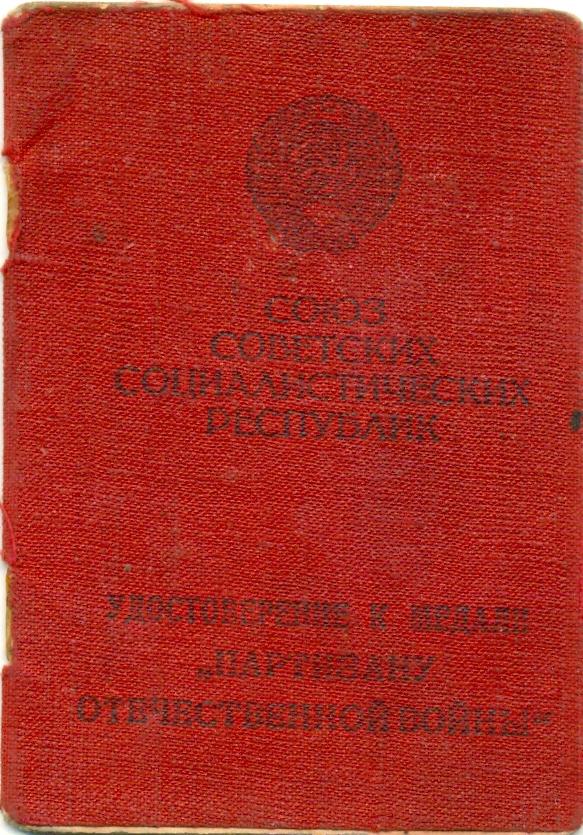 СОЮЗ
СОВЕТСКИХ
СОЦИАЛИСТИЧЕСКИХ
РЕСПУБЛИК
УДОСТОВЕРЕНИЕ К МЕДАЛИ
„ПАРТИЗАНУ
ОТЕЧЕСТВЕННОЙ ВОЙНЫ“